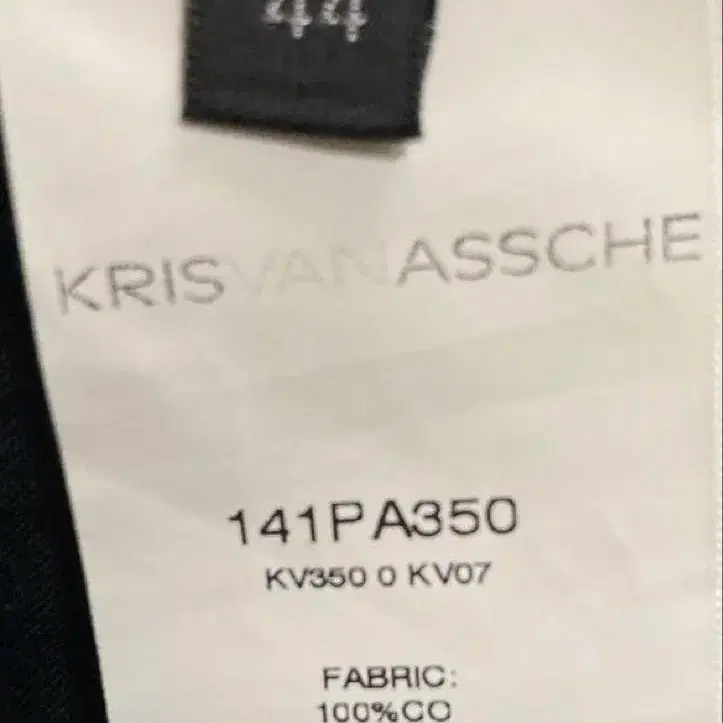 44
KRISVANASSCHE
141PA350
KV350 0 KV07
FABRIC:
100%CO